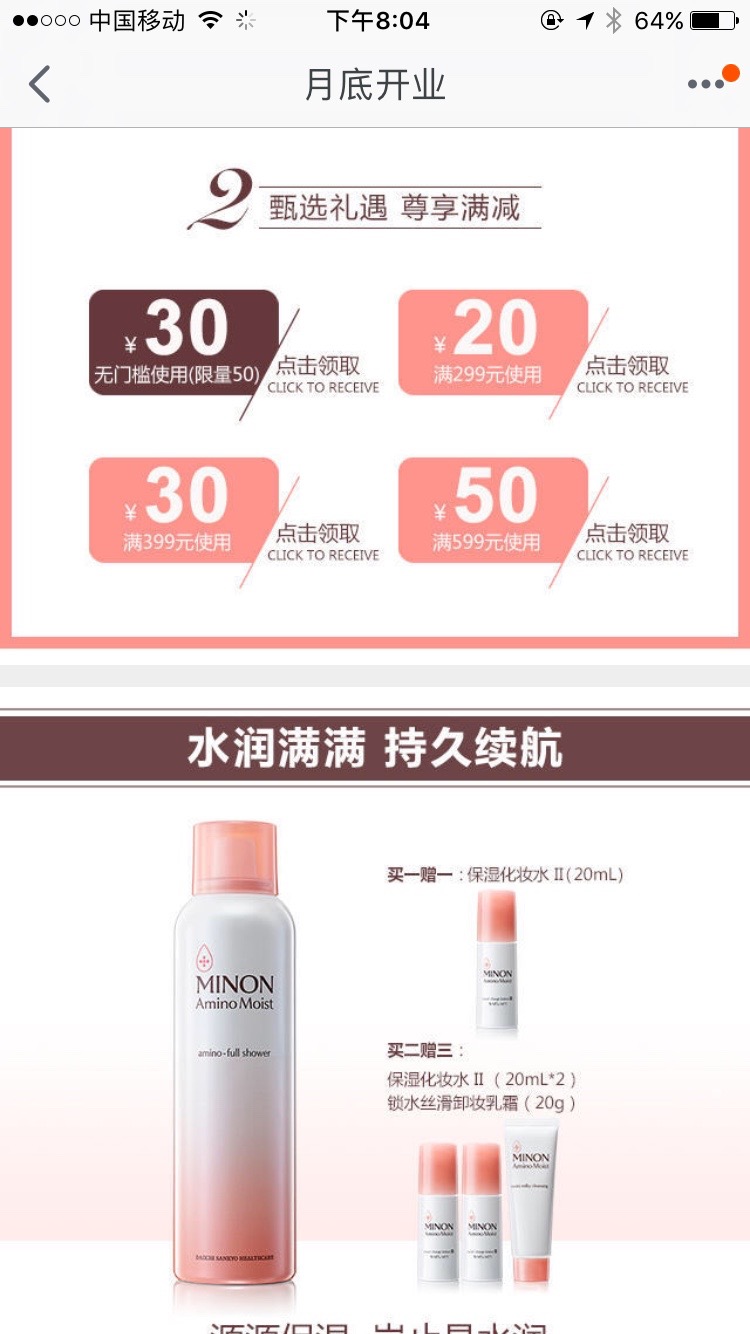 中国移动 下午8:04 64%
月底开业
2 甄选礼遇 尊享满减
¥30
无门槛使用(限量50)
点击领取
CLICK TO RECEIVE
¥20
满299元使用
点击领取
CLICK TO RECEIVE
¥30
满399元使用
点击领取
CLICK TO RECEIVE
¥50
满599元使用
点击领取
CLICK TO RECEIVE
水润满满 持久续航
MINON
Amino Moist
amino-full shower
DAIICHI SANKYO HEALTHCARE
买一赠一：保湿化妆水 II(20mL)
MINON
Amino Moist
买二赠三：
保湿化妆水 II （20mL*2）
锁水丝滑卸妆乳霜（20g）
MINON
Amino Moist
MINON
Amino Moist
MINON
Amino Moist